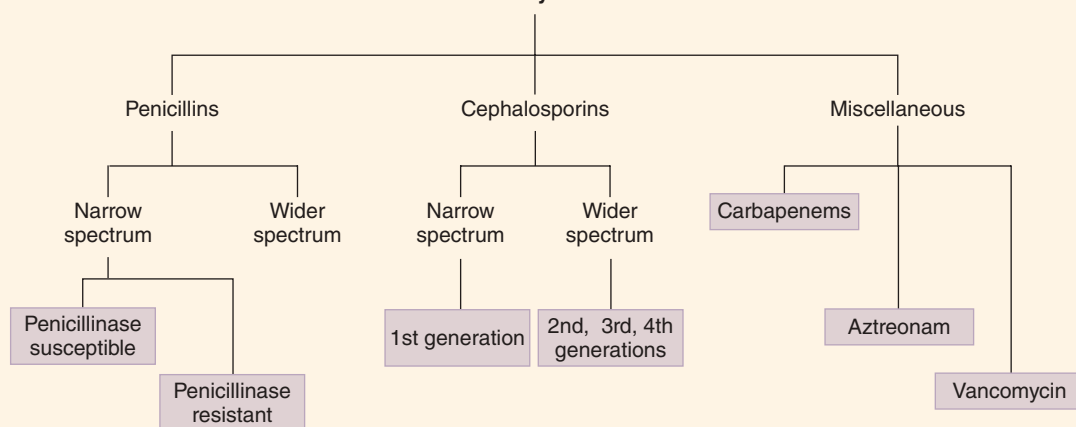 Penicillins
Cephalosporins
Miscellaneous
Narrow
spectrum
Wider
spectrum
Narrow
spectrum
Wider
spectrum
Carbapenems
Penicillinase
susceptible
1st generation
2nd, 3rd, 4th
generations
Aztreonam
Penicillinase
resistant
Vancomycin